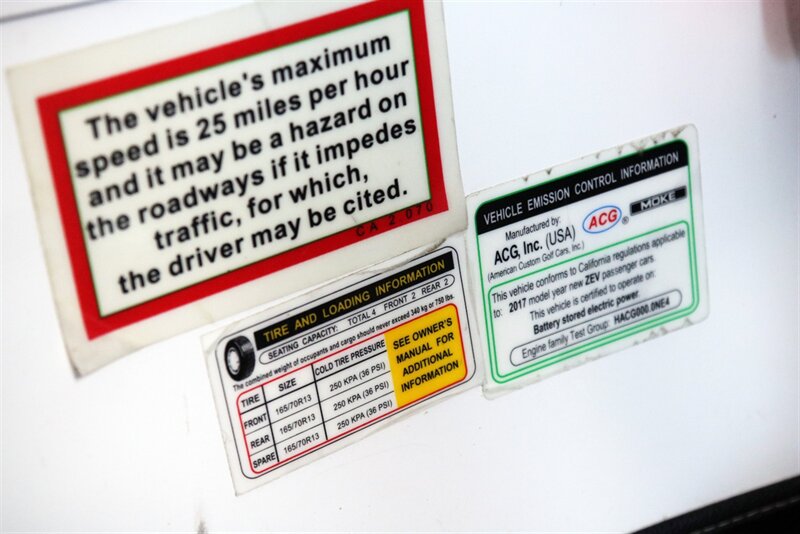 The vehicle's maximum
speed is 25 miles per hour
and it may be a hazard on
the roadways if it impedes
traffic, for which,
the driver may be cited.
CA 2 070
TIRE AND LOADING INFORMATION
SEATING CAPACITY: TOTAL 4 FRONT 2 REAR 2
The combined weight of occupants and cargo should never exceed 340 kg or 750 lbs.
TIRE SIZE COLD TIRE PRESSURE
FRONT 165/70R13 250 KPA (36 PSI)
REAR 165/70R13 250 KPA (36 PSI)
SPARE 165/70R13 250 KPA (36 PSI)
SEE OWNER'S
MANUAL FOR
ADDITIONAL
INFORMATION
VEHICLE EMISSION CONTROL INFORMATION
Manufactured by:
ACG, Inc. (USA)
(American Custom Golf Cars, Inc.)
ACG ®
MOKE
This vehicle conforms to California regulations applicable
to: 2017 model year new ZEV passenger cars.
This vehicle is certified to operate on:
Battery stored electric power
Engine family Test Group: HACG000.0NE4